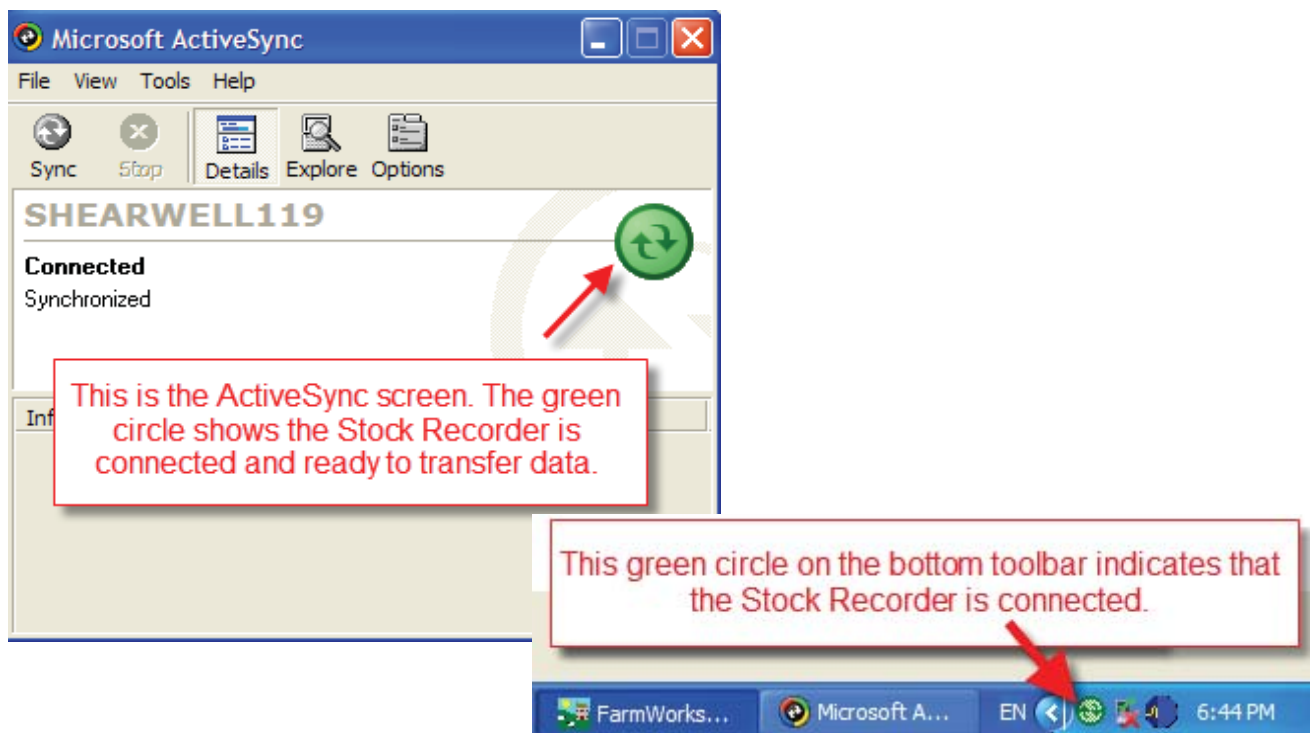 Microsoft ActiveSync
File View Tools Help
Sync Stop Details Explore Options
SHEARWELL119
Connected
Synchronized
This is the ActiveSync screen. The green
circle shows the Stock Recorder is
connected and ready to transfer data.
Inf
This green circle on the bottom toolbar indicates that
the Stock Recorder is connected.
FarmWorks... Microsoft A... EN 6:44 PM